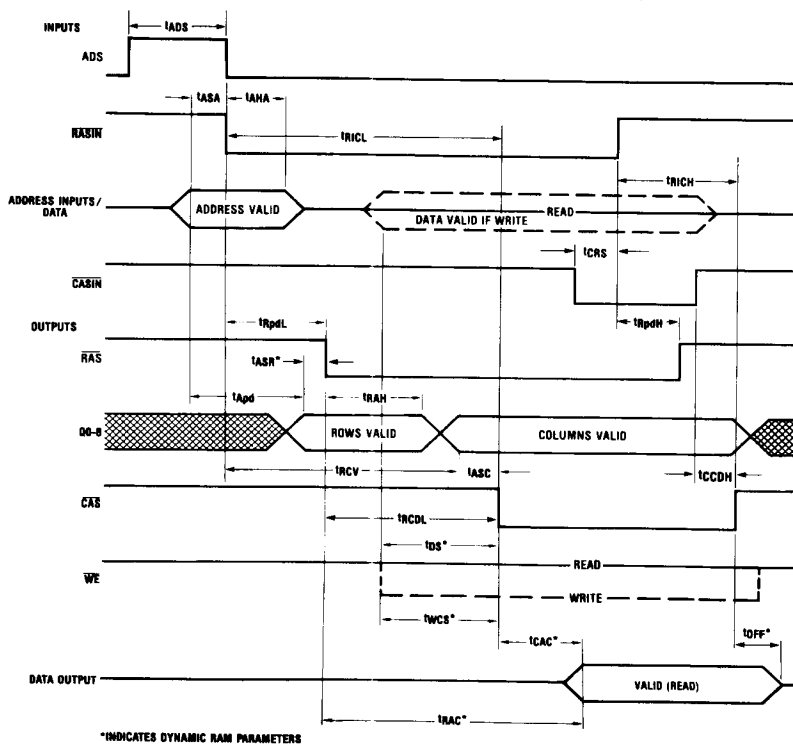 INPUTS
tADS
ADS
tASA
tAHA
RASIN
tRICL
tRICH
ADDRESS INPUTS/
DATA
ADDRESS VALID
READ
DATA VALID IF WRITE
tCRS
CASIN
OUTPUTS
tRpdL
tRpdH
RAS
tASR*
tApd
tRAH
Q0-8
ROWS VALID
COLUMNS VALID
tRCV
tASC
tCCDH
CAS
tRCDL
tDS*
READ
WE
WRITE
tWCS*
tCAC*
tOFF*
DATA OUTPUT
VALID (READ)
tRAC*
*INDICATES DYNAMIC RAM PARAMETERS